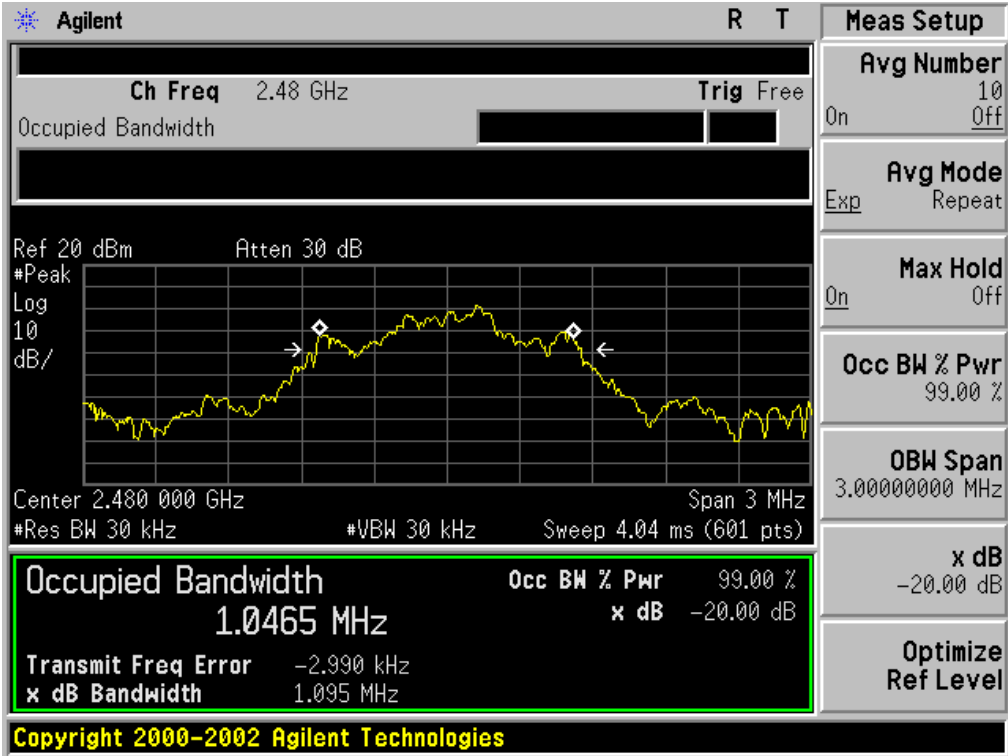 Agilent R T
Ch Freq 2.48 GHz Trig Free
Occupied Bandwidth
Ref 20 dBm Atten 30 dB
#Peak
Log
10
dB/
Center 2.480 000 GHz Span 3 MHz
#Res BW 30 kHz #VBW 30 kHz Sweep 4.04 ms (601 pts)
Occupied Bandwidth Occ BW % Pwr 99.00 %
1.0465 MHz x dB -20.00 dB
Transmit Freq Error -2.990 kHz
x dB Bandwidth 1.095 MHz
Copyright 2000-2002 Agilent Technologies
Meas Setup
Avg Number
10
On Off
Avg Mode
Exp Repeat
Max Hold
On Off
Occ BW % Pwr
99.00 %
OBW Span
3.00000000 MHz
x dB
-20.00 dB
Optimize
Ref Level